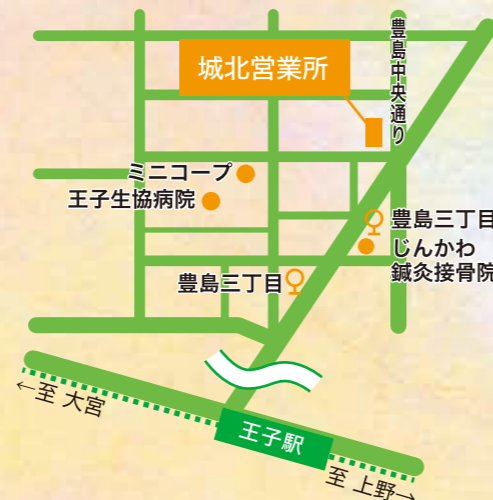 豊島中央通り
城北営業所
ミニコープ
王子生協病院
豊島三丁目
じんかわ
鍼灸接骨院
豊島三丁目
←至 大宮
王子駅
至 上野→